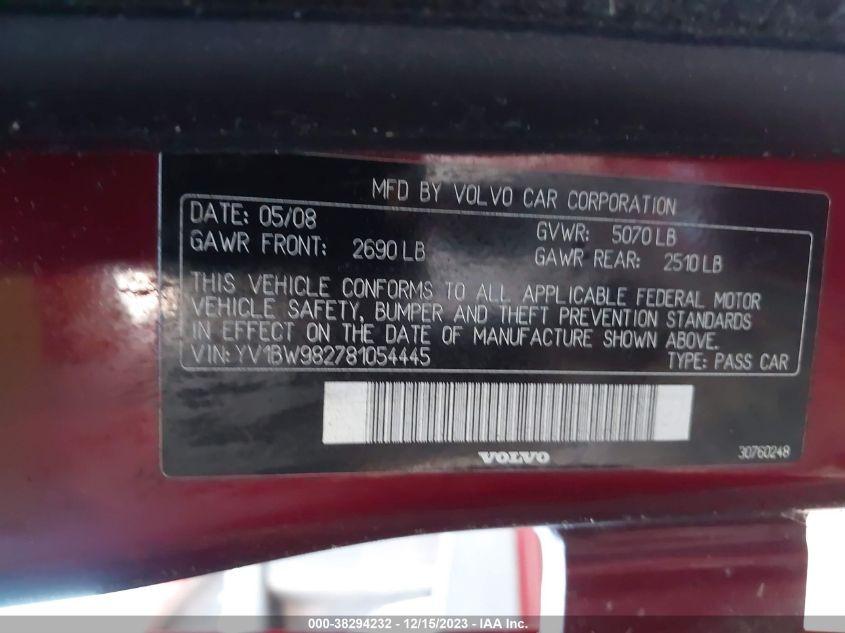 MFD BY VOLVO CAR CORPORATION
DATE: 05/08 GVWR: 5070 LB
GAWR FRONT: 2690 LB GAWR REAR: 2510 LB
THIS VEHICLE CONFORMS TO ALL APPLICABLE FEDERAL MOTOR
VEHICLE SAFETY, BUMPER AND THEFT PREVENTION STANDARDS
IN EFFECT ON THE DATE OF MANUFACTURE SHOWN ABOVE.
VIN: YV1BW982781054445 TYPE: PASS CAR
VOLVO
30760248
000-38294232 - 12/15/2023 - IAA Inc.